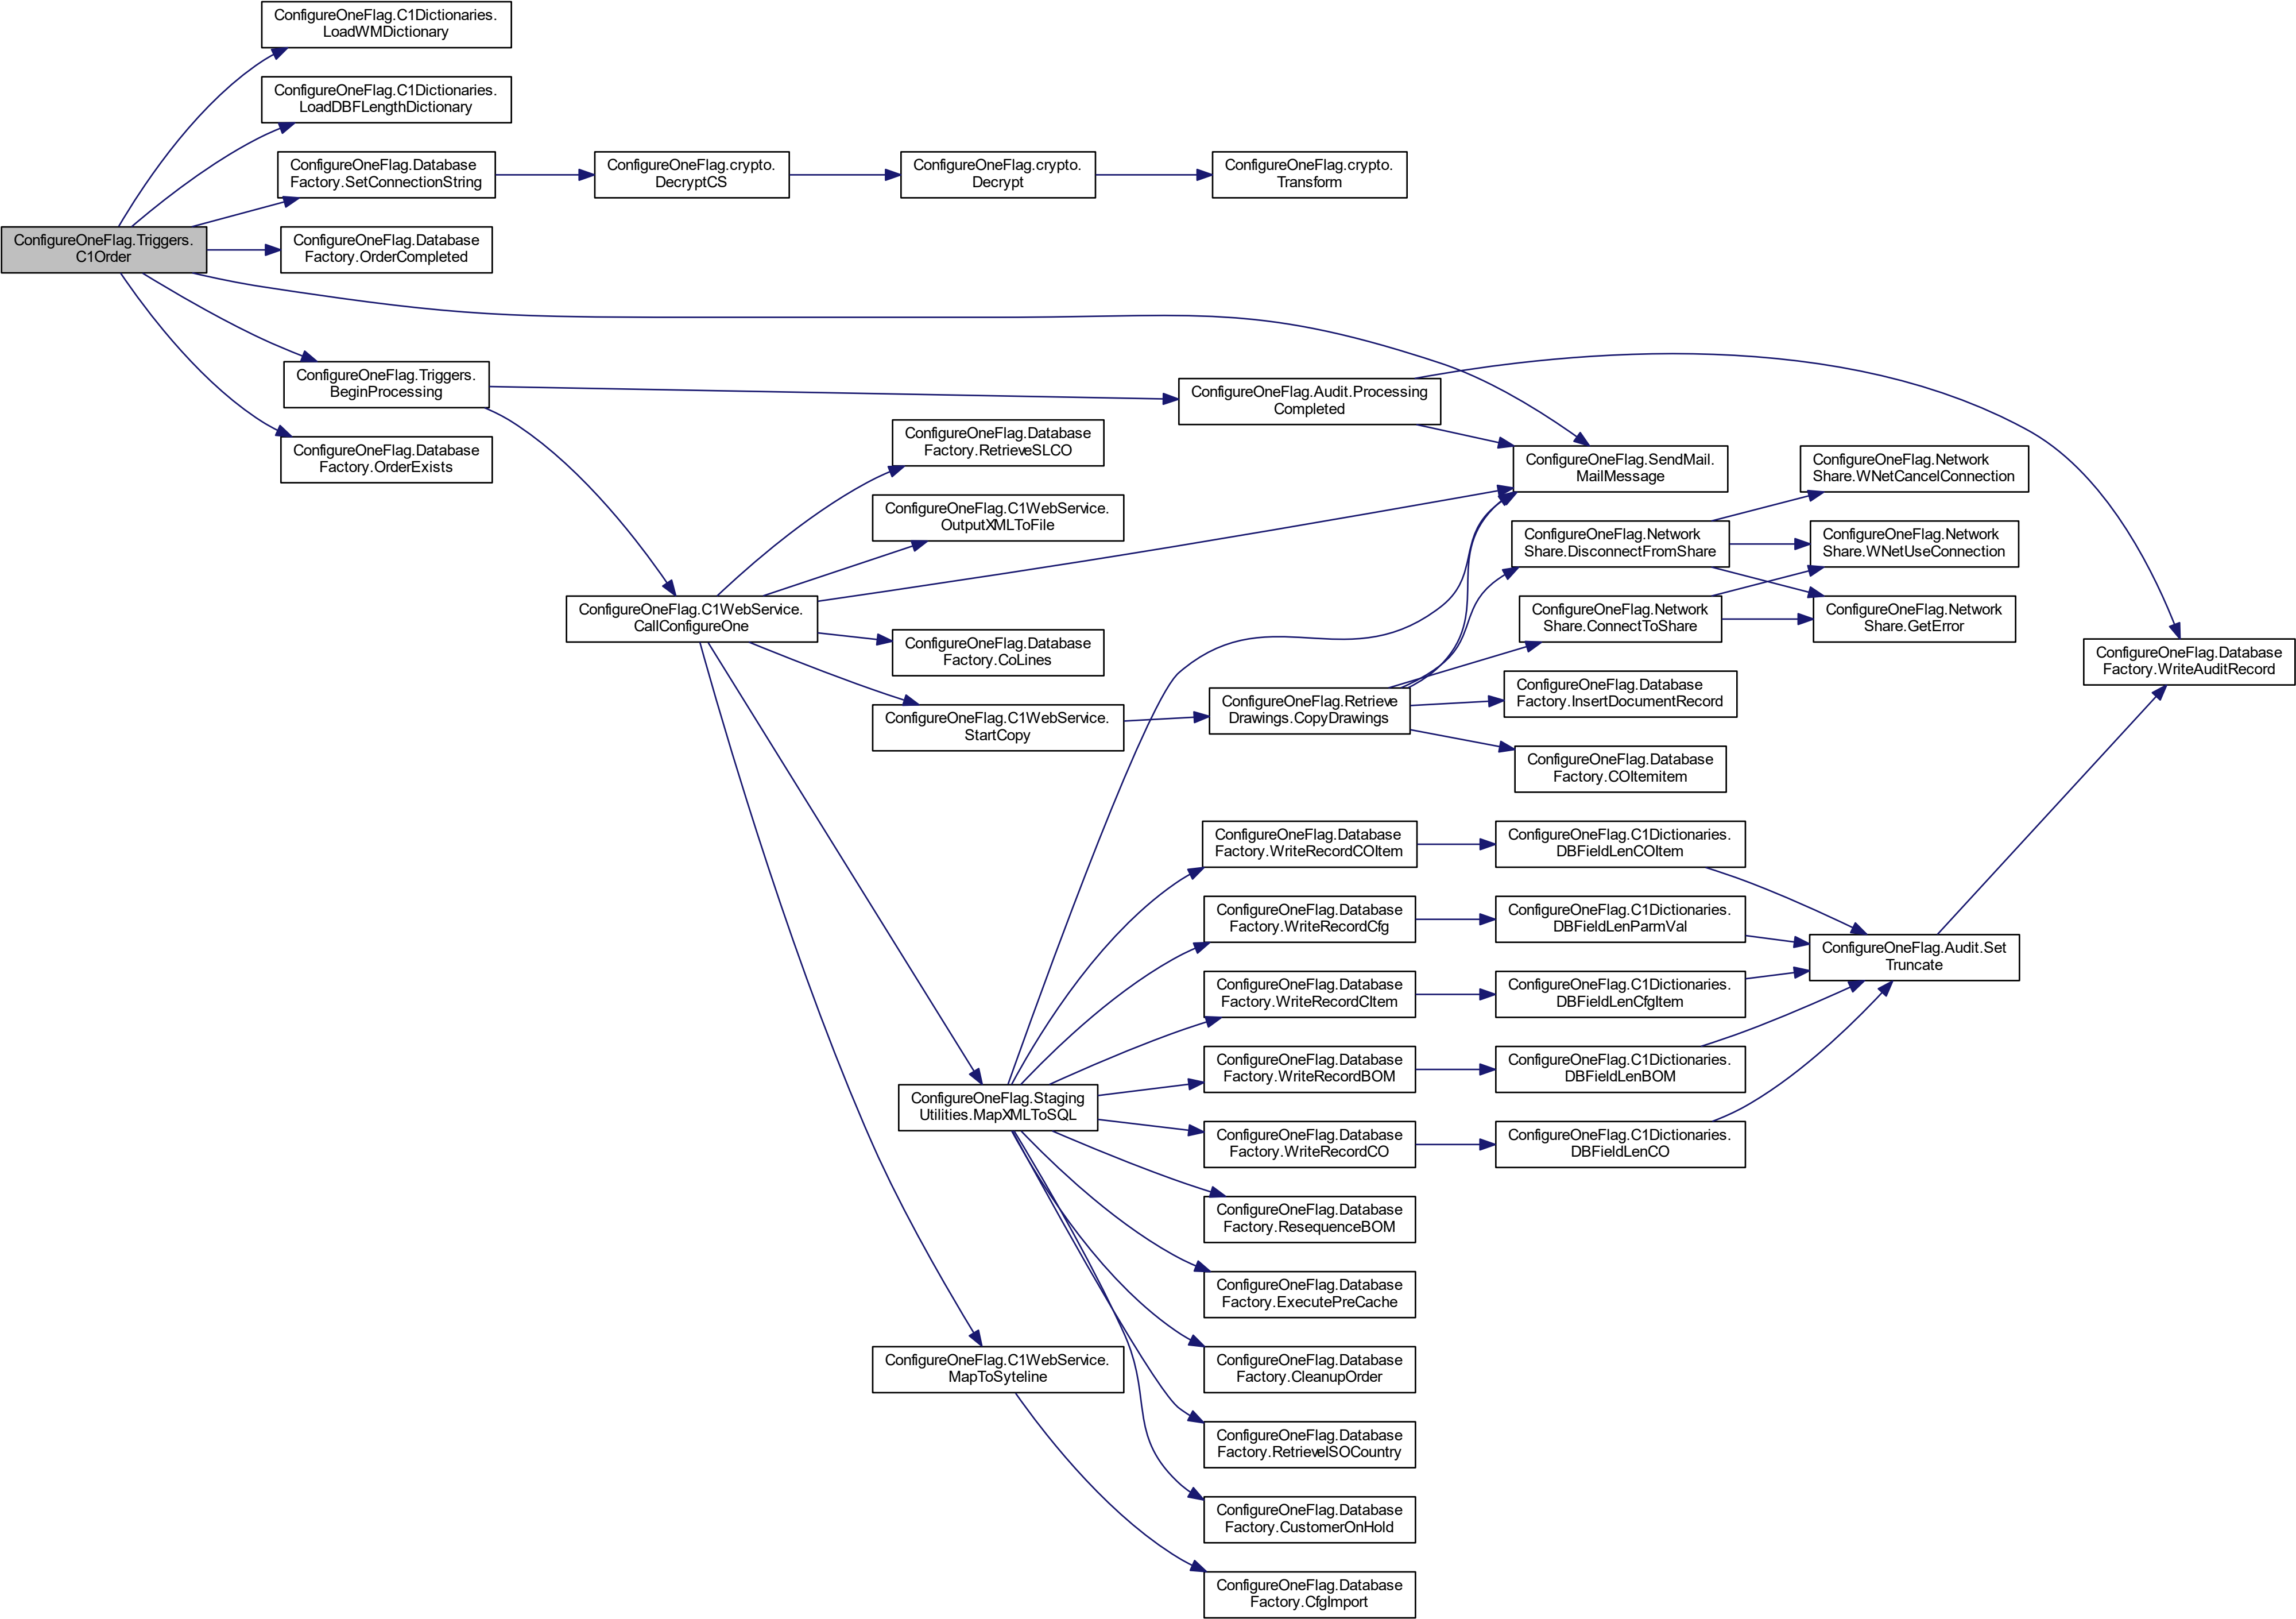 ConfigureOneFlag.C1Dictionaries.
LoadWMDictionary
ConfigureOneFlag.C1Dictionaries.
LoadDBFLengthDictionary
ConfigureOneFlag.Database
Factory.SetConnectionString
ConfigureOneFlag.crypto.
DecryptCS
ConfigureOneFlag.crypto.
Decrypt
ConfigureOneFlag.crypto.
Transform
ConfigureOneFlag.Triggers.
C1Order
ConfigureOneFlag.Database
Factory.OrderCompleted
ConfigureOneFlag.Triggers.
BeginProcessing
ConfigureOneFlag.Audit.Processing
Completed
ConfigureOneFlag.Database
Factory.OrderExists
ConfigureOneFlag.Database
Factory.RetrieveSLCO
ConfigureOneFlag.SendMail.
MailMessage
ConfigureOneFlag.Network
Share.WNetCancelConnection
ConfigureOneFlag.C1WebService.
OutputXMLToFile
ConfigureOneFlag.Network
Share.DisconnectFromShare
ConfigureOneFlag.Network
Share.WNetUseConnection
ConfigureOneFlag.C1WebService.
CallConfigureOne
ConfigureOneFlag.Network
Share.ConnectToShare
ConfigureOneFlag.Network
Share.GetError
ConfigureOneFlag.Database
Factory.CoLines
ConfigureOneFlag.Database
Factory.WriteAuditRecord
ConfigureOneFlag.C1WebService.
StartCopy
ConfigureOneFlag.Retrieve
Drawings.CopyDrawings
ConfigureOneFlag.Database
Factory.InsertDocumentRecord
ConfigureOneFlag.Database
Factory.COItemitem
ConfigureOneFlag.Database
Factory.WriteRecordCOItem
ConfigureOneFlag.C1Dictionaries.
DBFieldLenCOItem
ConfigureOneFlag.Database
Factory.WriteRecordCfg
ConfigureOneFlag.C1Dictionaries.
DBFieldLenParmVal
ConfigureOneFlag.Audit.Set
Truncate
ConfigureOneFlag.Database
Factory.WriteRecordCItem
ConfigureOneFlag.C1Dictionaries.
DBFieldLenCfgItem
ConfigureOneFlag.Database
Factory.WriteRecordBOM
ConfigureOneFlag.C1Dictionaries.
DBFieldLenBOM
ConfigureOneFlag.Staging
Utilities.MapXMLToSQL
ConfigureOneFlag.Database
Factory.WriteRecordCO
ConfigureOneFlag.C1Dictionaries.
DBFieldLenCO
ConfigureOneFlag.Database
Factory.ResequenceBOM
ConfigureOneFlag.Database
Factory.ExecutePreCache
ConfigureOneFlag.C1WebService.
MapToSyteline
ConfigureOneFlag.Database
Factory.CleanupOrder
ConfigureOneFlag.Database
Factory.RetrieveISOCountry
ConfigureOneFlag.Database
Factory.CustomerOnHold
ConfigureOneFlag.Database
Factory.CfgImport